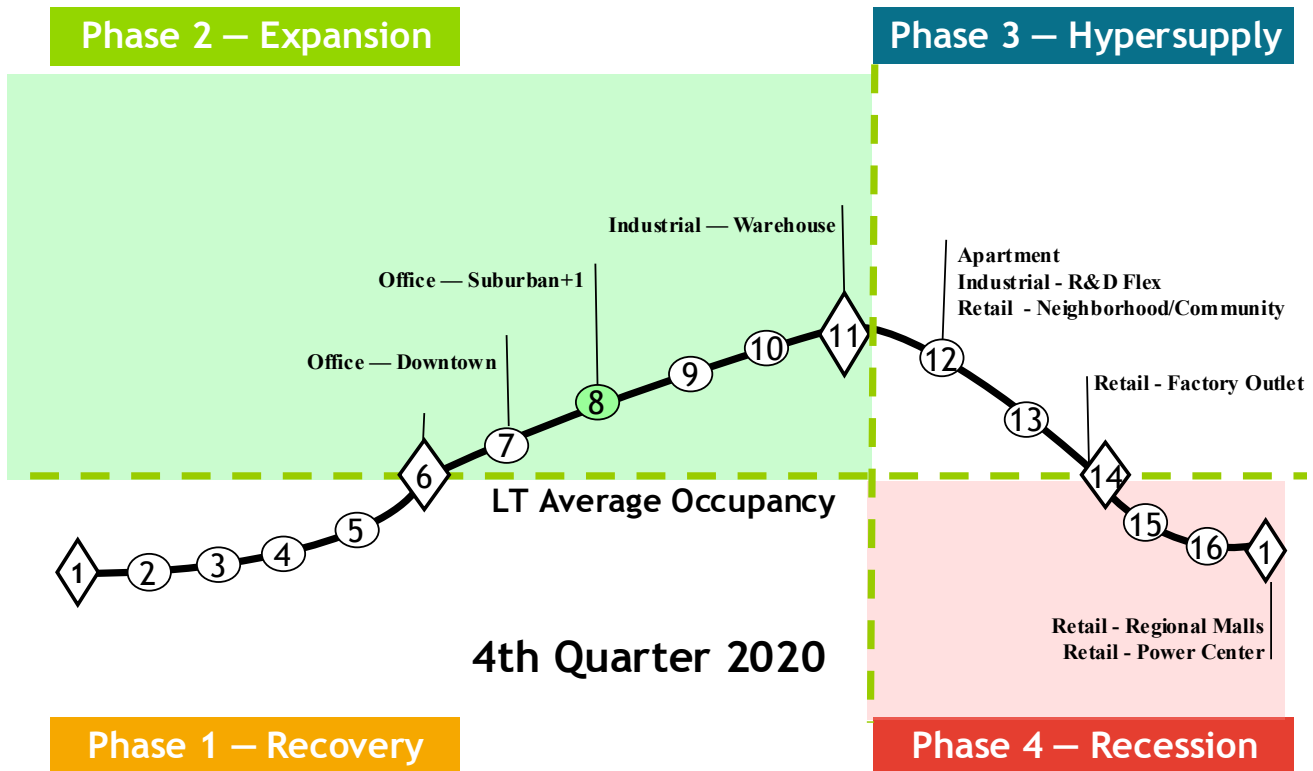 Phase 2 — Expansion
Phase 3 — Hypersupply
Industrial — Warehouse
Office — Suburban+1
Office — Downtown
Apartment
Industrial - R&D Flex
Retail - Neighborhood/Community
Retail - Factory Outlet
1
2
3
4
5
6
7
8
9
10
11
12
13
14
15
16
1
LT Average Occupancy
Retail - Regional Malls
Retail - Power Center
4th Quarter 2020
Phase 1 — Recovery
Phase 4 — Recession